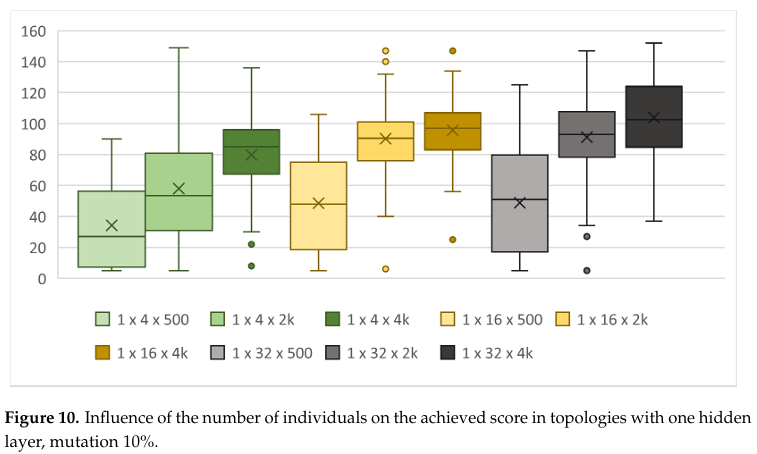 160
140
120
100
80
60
40
20
0
1 x 4 x 500 1 x 4 x 2k 1 x 4 x 4k 1 x 16 x 500 1 x 16 x 2k
1 x 16 x 4k 1 x 32 x 500 1 x 32 x 2k 1 x 32 x 4k
Figure 10. Influence of the number of individuals on the achieved score in topologies with one hidden
layer, mutation 10%.